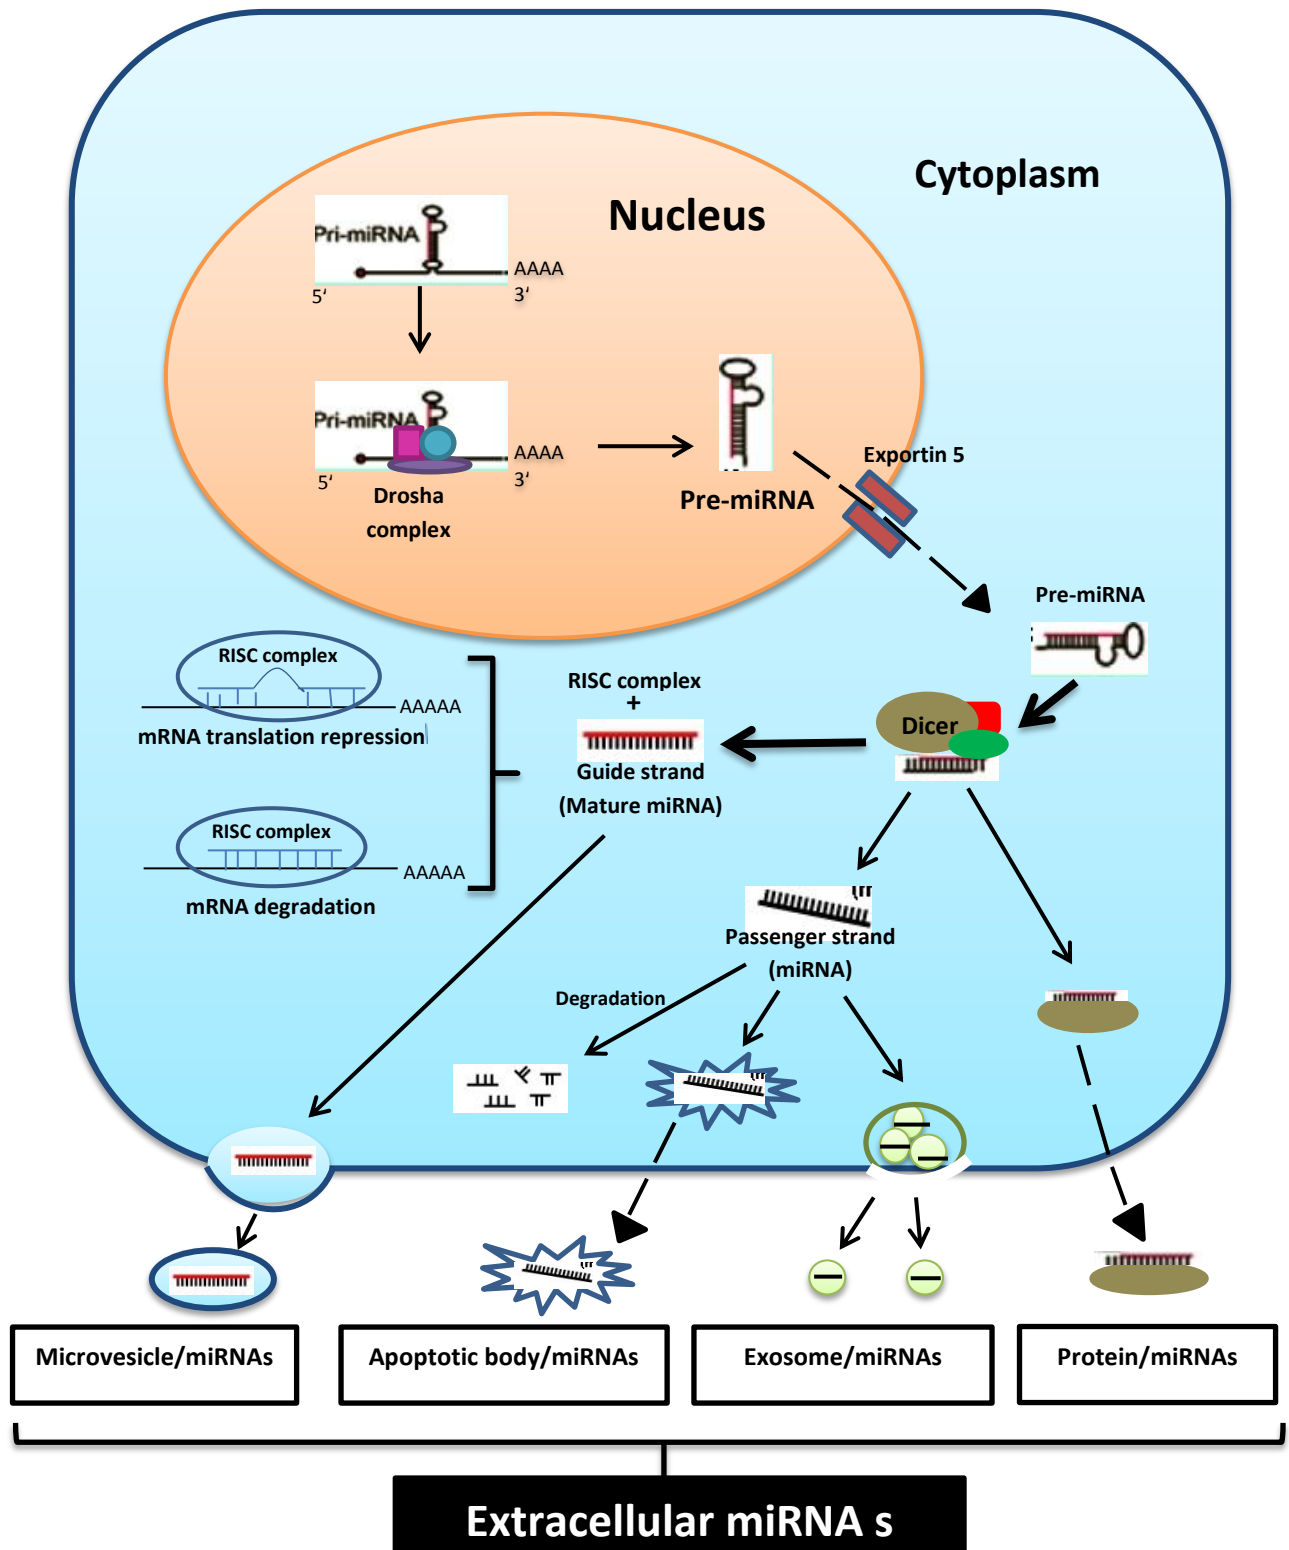 Cytoplasm
Nucleus
Pri-miRNA
AAAA
5'
3'
Pri-miRNA
AAAA
5'
3'
Drosha
complex
Pre-miRNA
Exportin 5
Pre-miRNA
RISC complex
AAAAA
mRNA translation repression
RISC complex
+
Guide strand
(Mature miRNA)
Dicer
RISC complex
AAAAA
mRNA degradation
Passenger strand
(miRNA)
Degradation
Microvesicle/miRNAs
Apoptotic body/miRNAs
Exosome/miRNAs
Protein/miRNAs
Extracellular miRNA s